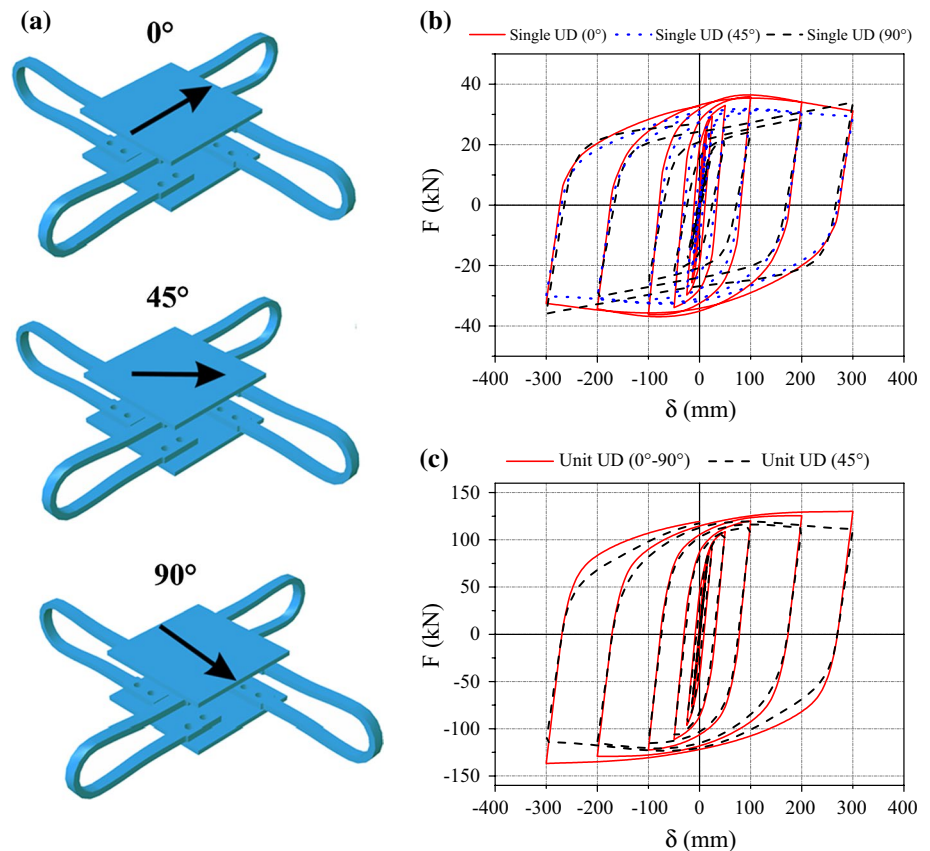 (a)
0°
45°
90°
(b)
Single UD (0°) Single UD (45°) Single UD (90°)
40
20
0
-20
-40
F (kN)
-400 -300 -200 -100 0 100 200 300 400
δ (mm)
(c)
Unit UD (0°-90°) Unit UD (45°)
150
100
50
0
-50
-100
-150
F (kN)
-400 -300 -200 -100 0 100 200 300 400
δ (mm)